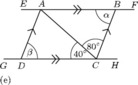 E A B F
α
β 40° 80°
G D C H
(e)